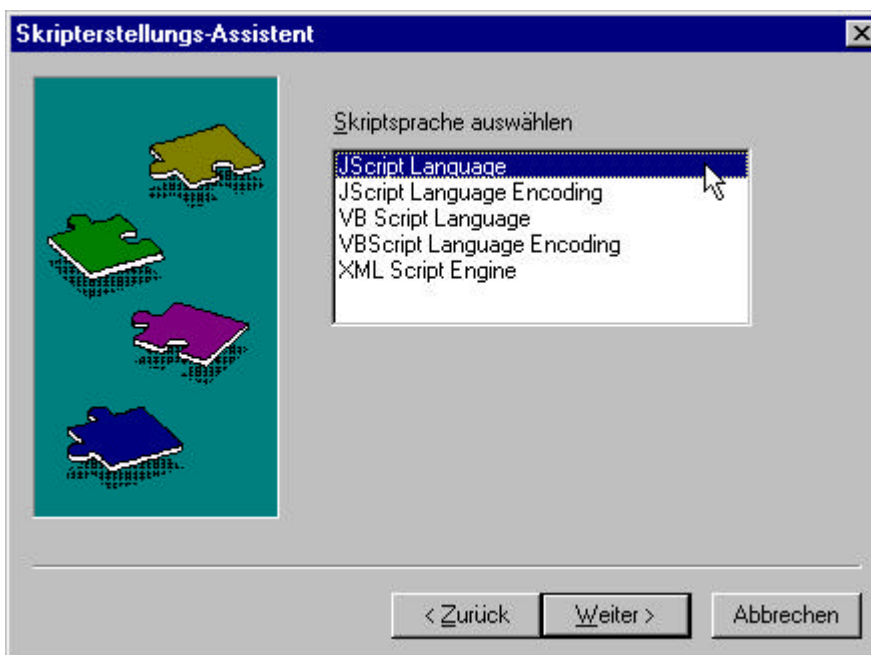 Skripterstellungs-Assistent
Skriptsprache auswählen
JScript Language
JScript Language Encoding
VB Script Language
VBScript Language Encoding
XML Script Engine
< Zurück
Weiter >
Abbrechen